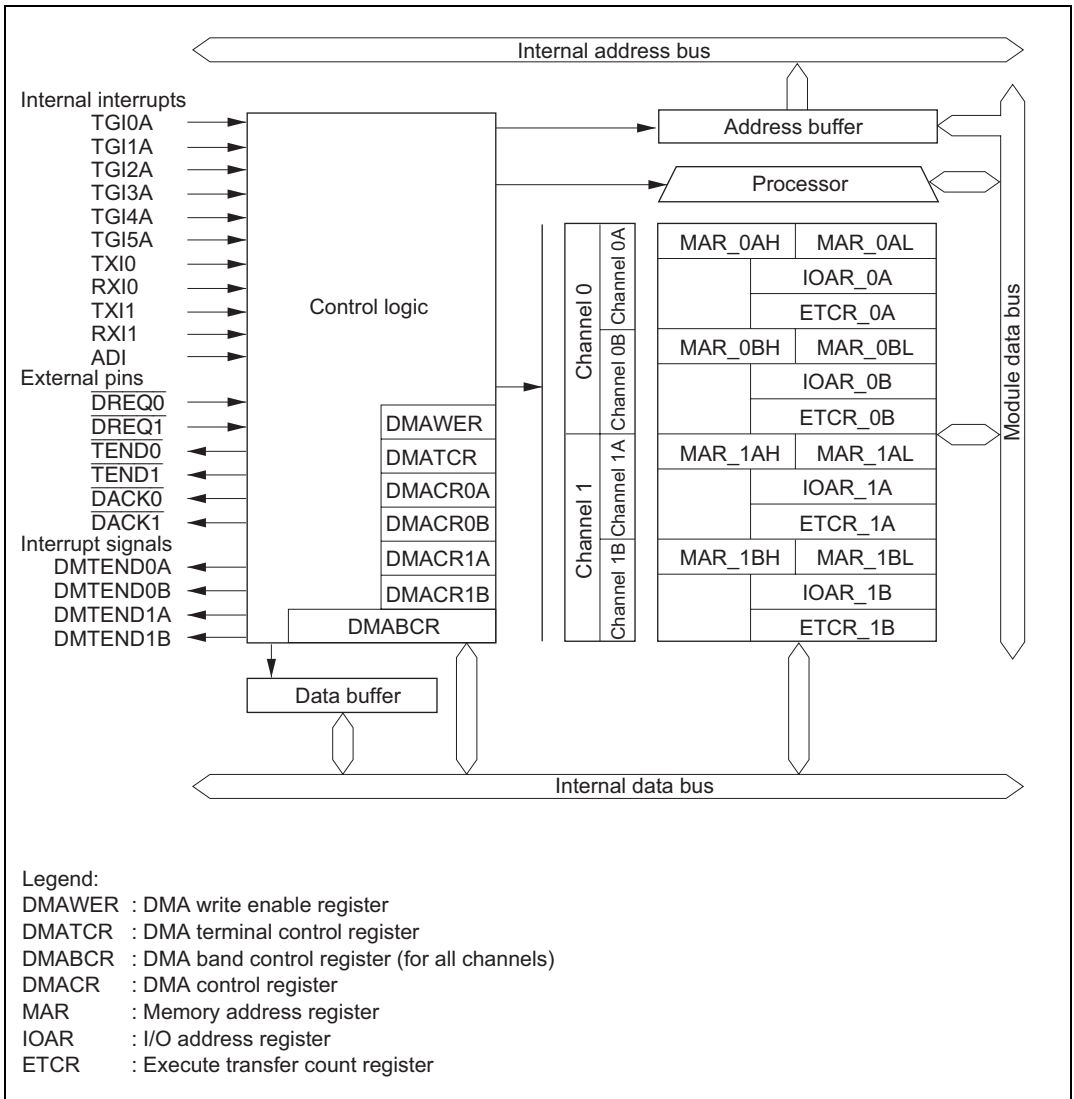 Internal address bus
Internal interrupts
TGI0A
TGI1A
TGI2A
TGI3A
TGI4A
TGI5A
TXI0
RXI0
TXI1
RXI1
ADI
External pins
DREQ0
DREQ1
TEND0
TEND1
DACK0
DACK1
Interrupt signals
DMTEND0A
DMTEND0B
DMTEND1A
DMTEND1B
Control logic
DMAWER
DMATCR
DMACR0A
DMACR0B
DMACR1A
DMACR1B
DMABCR
Data buffer
Address buffer
Processor
Channel 0
Channel 0A
Channel 0B
Channel 1
Channel 1A
Channel 1B
MAR_0AH MAR_0AL
IOAR_0A
ETCR_0A
MAR_0BH MAR_0BL
IOAR_0B
ETCR_0B
MAR_1AH MAR_1AL
IOAR_1A
ETCR_1A
MAR_1BH MAR_1BL
IOAR_1B
ETCR_1B
Module data bus
Internal data bus
Legend:
DMAWER : DMA write enable register
DMATCR : DMA terminal control register
DMABCR : DMA band control register (for all channels)
DMACR : DMA control register
MAR : Memory address register
IOAR : I/O address register
ETCR : Execute transfer count register